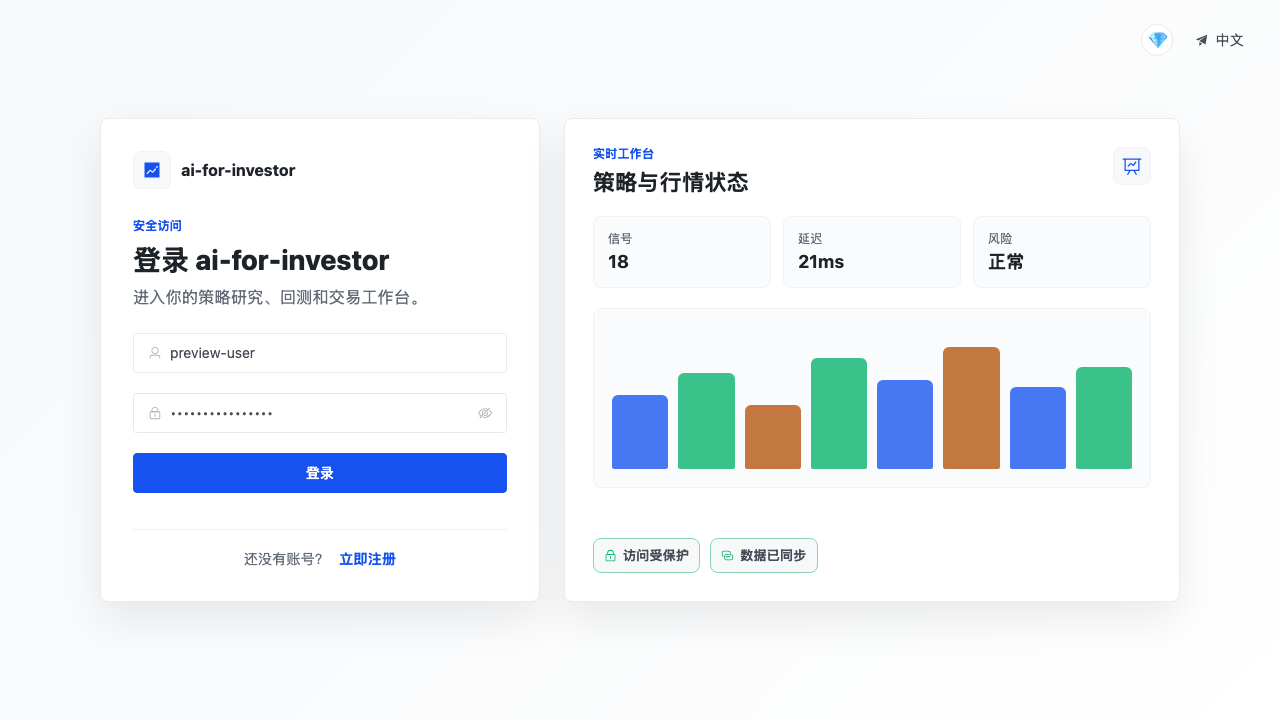 中文
ai-for-investor
安全访问
登录 ai-for-investor
进入你的策略研究、回测和交易工作台。
preview-user
••••••••••••••••
登录
还没有账号? 立即注册
实时工作台
策略与行情状态
信号
18
延迟
21ms
风险
正常
访问受保护
数据已同步